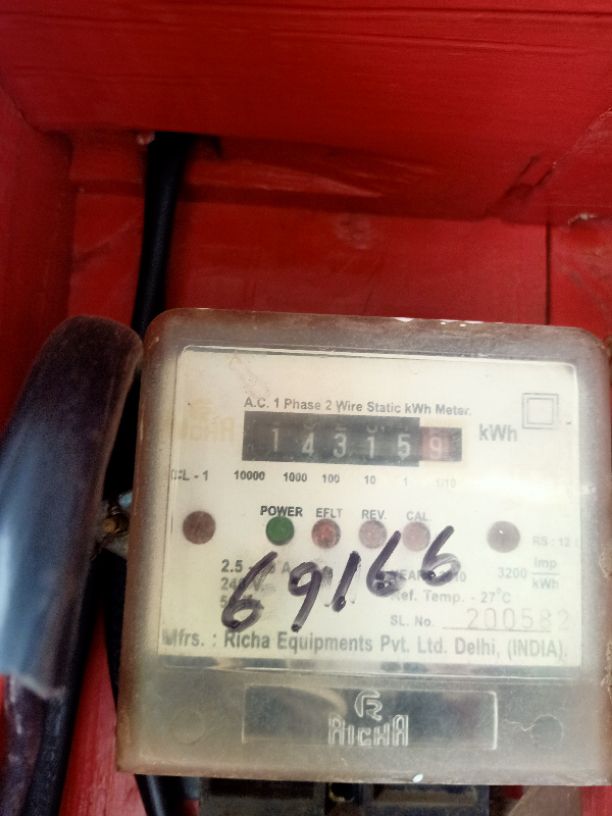 A.C. 1 Phase 2 Wire Static kWh Meter.
14315 9 kWh
10000 1000 100 10 1 1/10
POWER EFLT REV. CAL
69166
3200 Imp/kWh
Ref. Temp. - 27°C
SL. No. 200582
Mfrs. : Richa Equipments Pvt. Ltd. Delhi, (INDIA).
RICHA